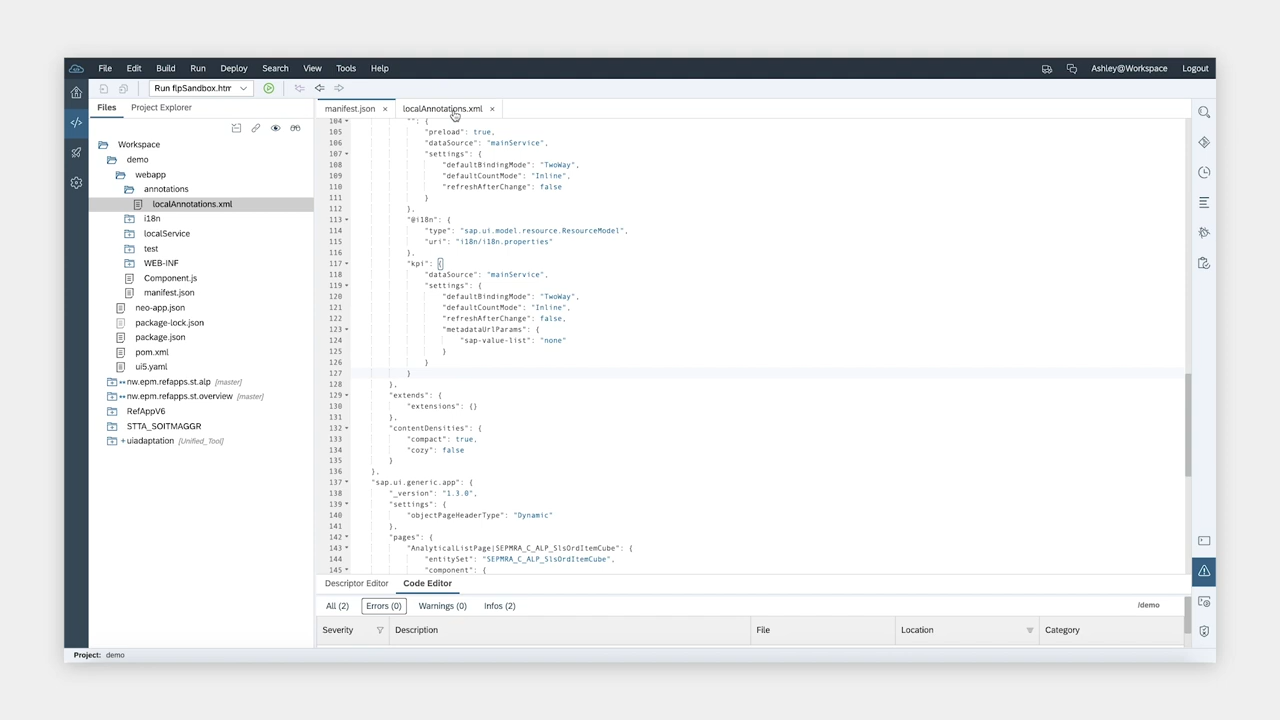 File Edit Build Run Deploy Search View Tools Help Ashley@Workspace Logout
Run flpSandbox.htm
Files Project Explorer
manifest.json × localAnnotations.xml ×
Workspace
demo
webapp
annotations
localAnnotations.xml
i18n
localService
test
WEB-INF
Component.js
manifest.json
neo-app.json
package-lock.json
package.json
pom.xml
ui5.yaml
nw.epm.refapps.st.alp [master]
nw.epm.refapps.st.overview [master]
RefAppV6
STTA_SOITMAGGR
uiadaptation [Unified_Tool]
104 "": {
105 "preload": true,
106 "dataSource": "mainService",
107 "settings": {
108 "defaultBindingMode": "TwoWay",
109 "defaultCountMode": "Inline",
110 "refreshAfterChange": false
111 }
112 },
113 "@i18n": {
114 "type": "sap.ui.model.resource.ResourceModel",
115 "uri": "i18n/i18n.properties"
116 },
117 "kpi": {
118 "dataSource": "mainService",
119 "settings": {
120 "defaultBindingMode": "TwoWay",
121 "defaultCountMode": "Inline",
122 "refreshAfterChange": false,
123 "metadataUrlParams": {
124 "sap-value-list": "none"
125 }
126 }
127 }
128 },
129 "extends": {
130 "extensions": {}
131 },
132 "contentDensities": {
133 "compact": true,
134 "cozy": false
135 }
136 },
137 "sap.ui.generic.app": {
138 "_version": "1.3.0",
139 "settings": {
140 "objectPageHeaderType": "Dynamic"
141 },
142 "pages": {
143 "AnalyticalListPage|SEPMRA_C_ALP_SlsOrdItemCube": {
144 "entitySet": "SEPMRA_C_ALP_SlsOrdItemCube",
145 "component": {
Descriptor Editor Code Editor
All (2) Errors (0) Warnings (0) Infos (2) /demo
Severity Description File Location Category
Project: demo